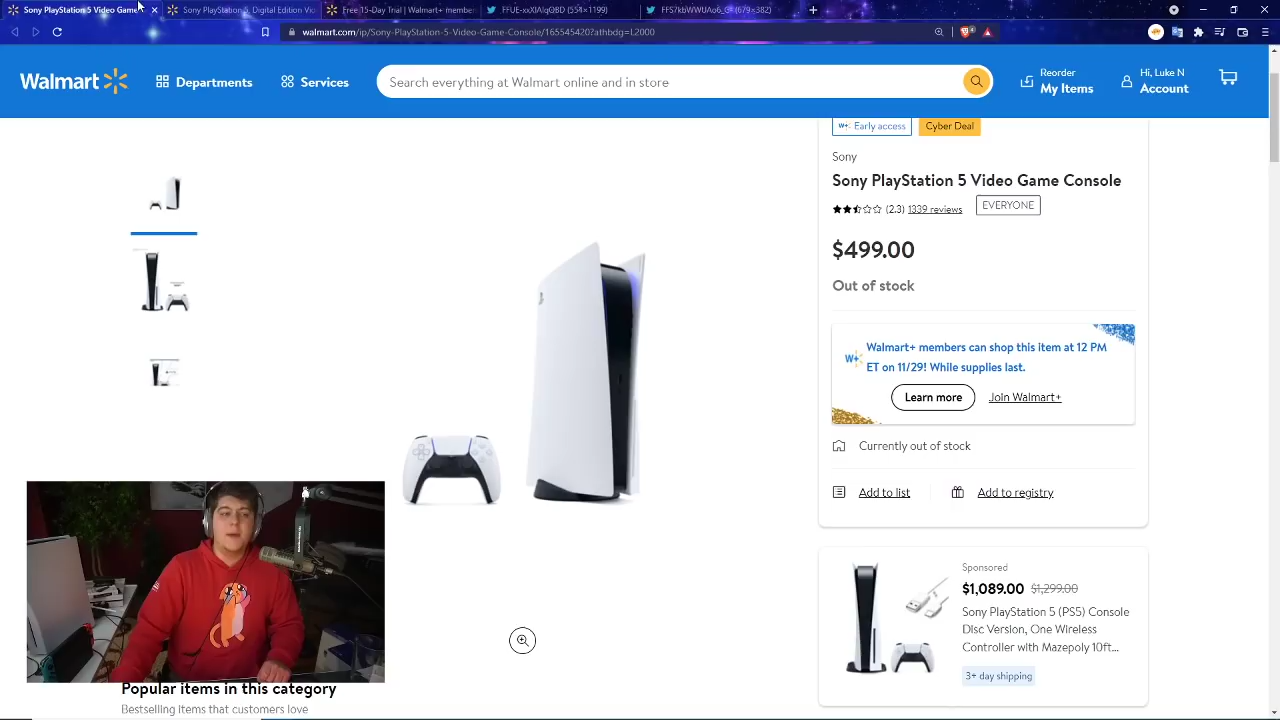 Sony PlayStation 5 Video Game
Sony PlayStation 5, Digital Edition Vi
Free 15-Day Trial | Walmart+ membe
FFUE-xxXIAIqQBD (554×1199)
FFS7kbWWUAo6_G- (679×382)
walmart.com/ip/Sony-PlayStation-5-Video-Game-Console/165545420?athbdg=L2000
Walmart
Departments
Services
Search everything at Walmart online and in store
Reorder
My Items
Hi, Luke N
Account
W+ Early access
Cyber Deal
Sony
Sony PlayStation 5 Video Game Console
(2.3) 1339 reviews
EVERYONE
$499.00
Out of stock
W+
Walmart+ members can shop this item at 12 PM
ET on 11/29! While supplies last.
Learn more
Join Walmart+
Currently out of stock
Add to list
Add to registry
Sponsored
$1,089.00 $1,299.00
Sony PlayStation 5 (PS5) Console
Disc Version, One Wireless
Controller with Mazepoly 10ft...
3+ day shipping
Popular items in this category
Bestselling items that customers love